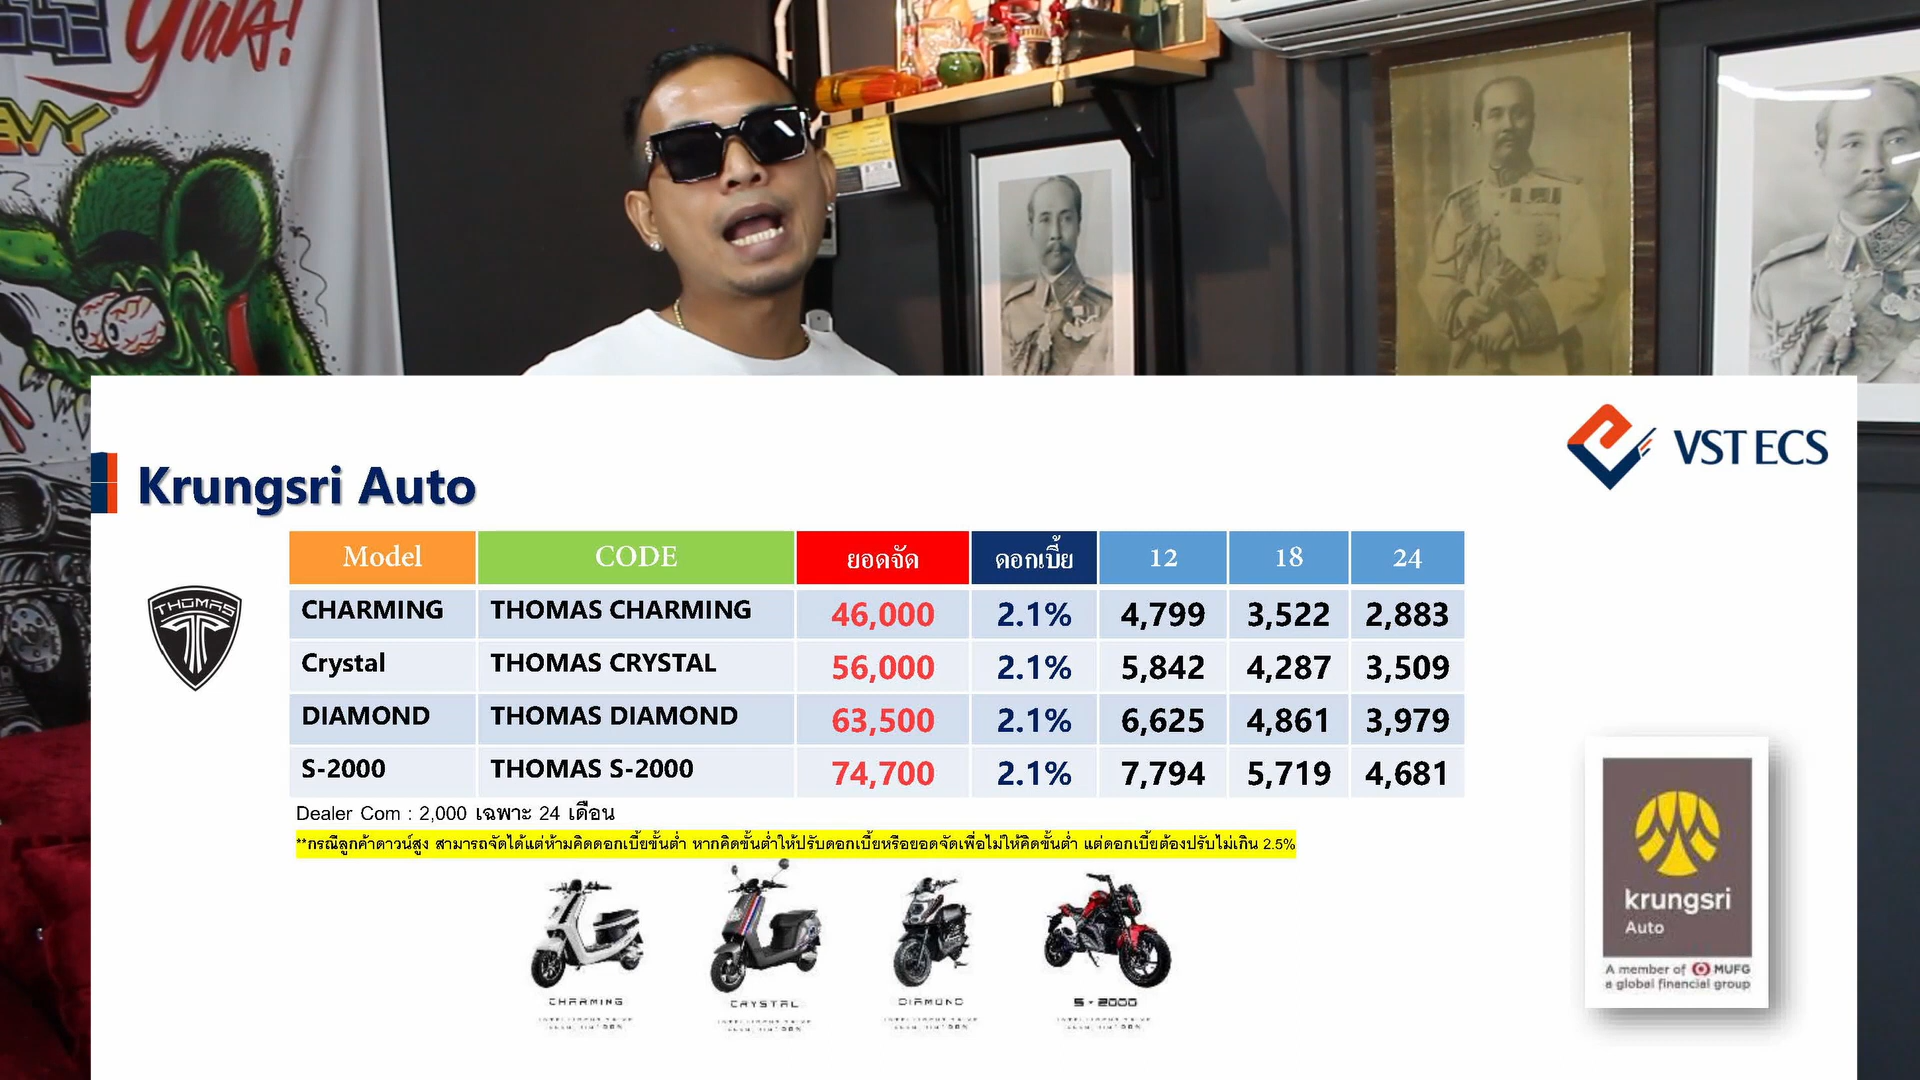 EVY
VST ECS
Krungsri Auto
Model CODE ยอดจัด ดอกเบี้ย 12 18 24
THOMAS
CHARMING THOMAS CHARMING 46,000 2.1% 4,799 3,522 2,883
Crystal THOMAS CRYSTAL 56,000 2.1% 5,842 4,287 3,509
DIAMOND THOMAS DIAMOND 63,500 2.1% 6,625 4,861 3,979
S-2000 THOMAS S-2000 74,700 2.1% 7,794 5,719 4,681
Dealer Com : 2,000 เฉพาะ 24 เดือน
**กรณีลูกค้าดาวน์สูง สามารถจัดได้แต่ห้ามคิดดอกเบี้ยขั้นต่ำ หากคิดขั้นต่ำให้ปรับดอกเบี้ยหรือยอดจัดเพื่อไม่ให้คิดขั้นต่ำ แต่ดอกเบี้ยต้องปรับไม่เกิน 2.5%
krungsri
Auto
A member of MUFG
a global financial group
CHARMING CRYSTAL DIAMOND S-2000